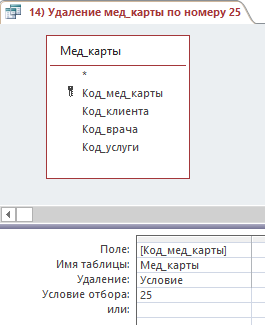 14) Удаление мед_карты по номеру 25
Мед_карты
*
Код_мед_карты
Код_клиента
Код_врача
Код_услуги
Поле: [Код_мед_карты]
Имя таблицы: Мед_карты
Удаление: Условие
Условие отбора: 25
или: